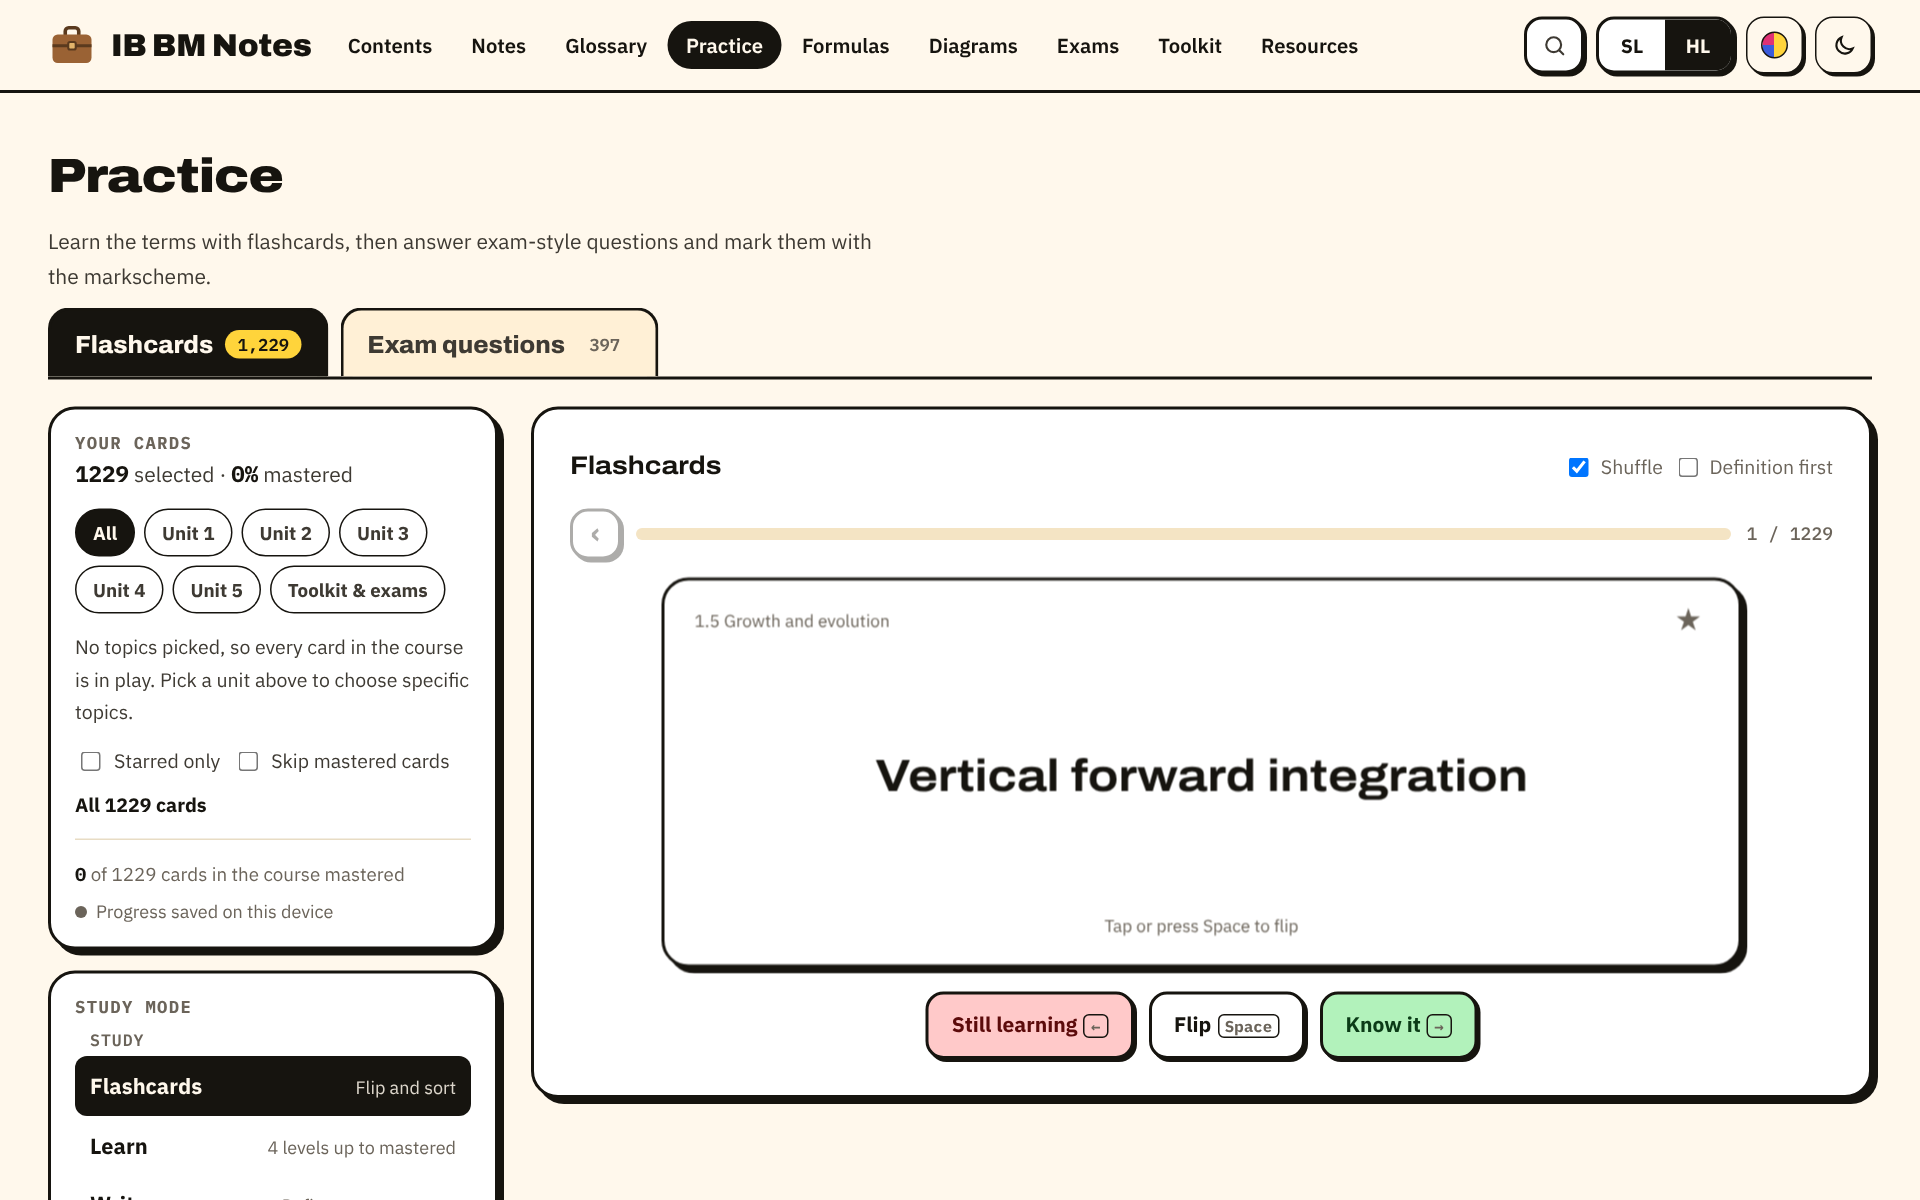 IB BM Notes
Contents
Notes
Glossary
Practice
Formulas
Diagrams
Exams
Toolkit
Resources
SL
HL
Practice
Learn the terms with flashcards, then answer exam-style questions and mark them with
the markscheme.
Flashcards 1,229
Exam questions 397
YOUR CARDS
1229 selected · 0% mastered
All
Unit 1
Unit 2
Unit 3
Unit 4
Unit 5
Toolkit & exams
No topics picked, so every card in the course
is in play. Pick a unit above to choose specific
topics.
Starred only
Skip mastered cards
All 1229 cards
0 of 1229 cards in the course mastered
Progress saved on this device
STUDY MODE
STUDY
Flashcards Flip and sort
Learn 4 levels up to mastered
Flashcards
Shuffle
Definition first
1 / 1229
1.5 Growth and evolution
★
Vertical forward integration
Tap or press Space to flip
Still learning ←
Flip Space
Know it →